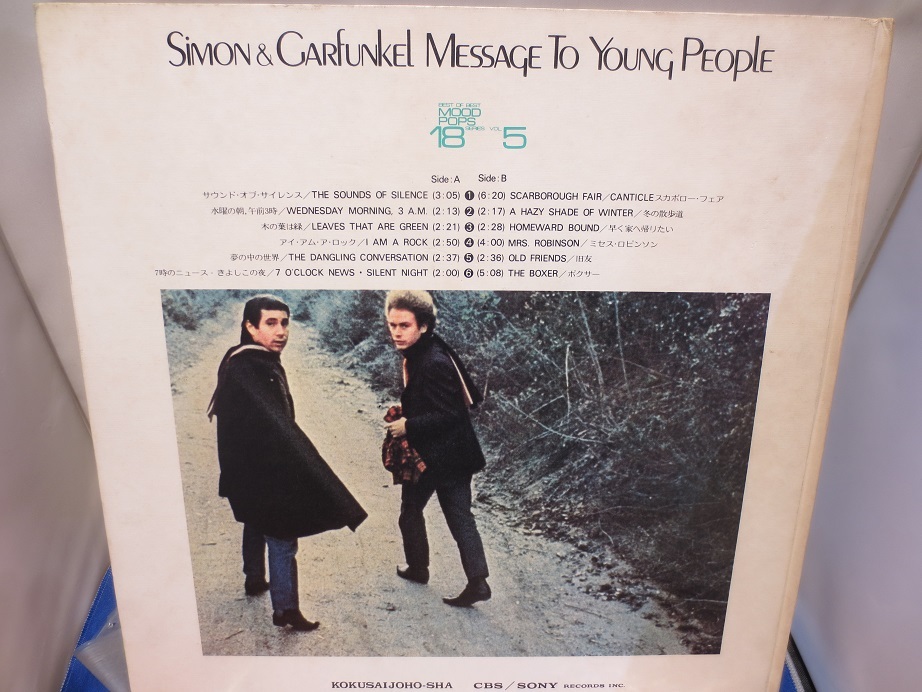 SIMON & GARFUNKEL MESSAGE TO YOUNG PEOPLE
BEST OF BEST
MOOD
POPS
18 SERIES VOL 5
Side:A Side:B
サウンド・オブ・サイレンス/THE SOUNDS OF SILENCE (3:05) 1 (6:20) SCARBOROUGH FAIR/CANTICLE スカボロー・フェア
水曜の朝,午前3時/WEDNESDAY MORNING, 3 A.M. (2:13) 2 (2:17) A HAZY SHADE OF WINTER/冬の散歩道
木の葉は緑/LEAVES THAT ARE GREEN (2:21) 3 (2:28) HOMEWARD BOUND/早く家へ帰りたい
アイ・アム・ア・ロック/I AM A ROCK (2:50) 4 (4:00) MRS. ROBINSON/ミセス・ロビンソン
夢の中の世界/THE DANGLING CONVERSATION (2:37) 5 (2:36) OLD FRIENDS/旧友
7時のニュース・きよしこの夜/7 O'CLOCK NEWS・SILENT NIGHT (2:00) 6 (5:08) THE BOXER/ボクサー
KOKUSAIJOHO-SHA CBS/SONY RECORDS INC.